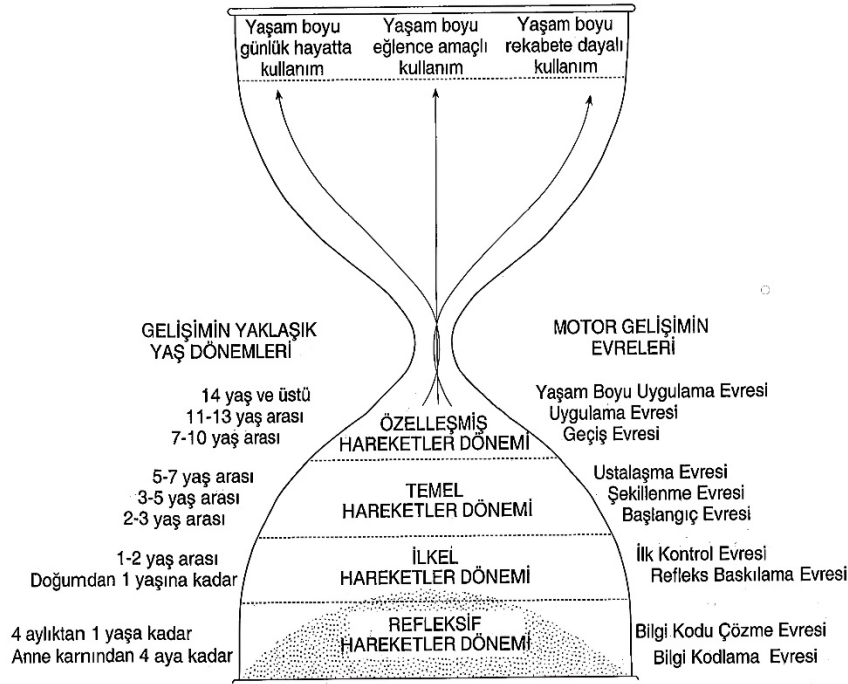 Yaşam boyu
günlük hayatta
kullanım
Yaşam boyu
eğlence amaçlı
kullanım
Yaşam boyu
rekabete dayalı
kullanım
GELİŞİMİN YAKLAŞIK
YAŞ DÖNEMLERİ
MOTOR GELİŞİMİN
EVRELERİ
14 yaş ve üstü
11-13 yaş arası
7-10 yaş arası
ÖZELLEŞMİŞ
HAREKETLER DÖNEMİ
Yaşam Boyu Uygulama Evresi
Uygulama Evresi
Geçiş Evresi
5-7 yaş arası
3-5 yaş arası
2-3 yaş arası
TEMEL
HAREKETLER DÖNEMİ
Ustalaşma Evresi
Şekillenme Evresi
Başlangıç Evresi
1-2 yaş arası
Doğumdan 1 yaşına kadar
İLKEL
HAREKETLER DÖNEMİ
İlk Kontrol Evresi
Refleks Baskılama Evresi
4 aylıktan 1 yaşa kadar
Anne karnından 4 aya kadar
REFLEKSİF
HAREKETLER DÖNEMİ
Bilgi Kodu Çözme Evresi
Bilgi Kodlama Evresi